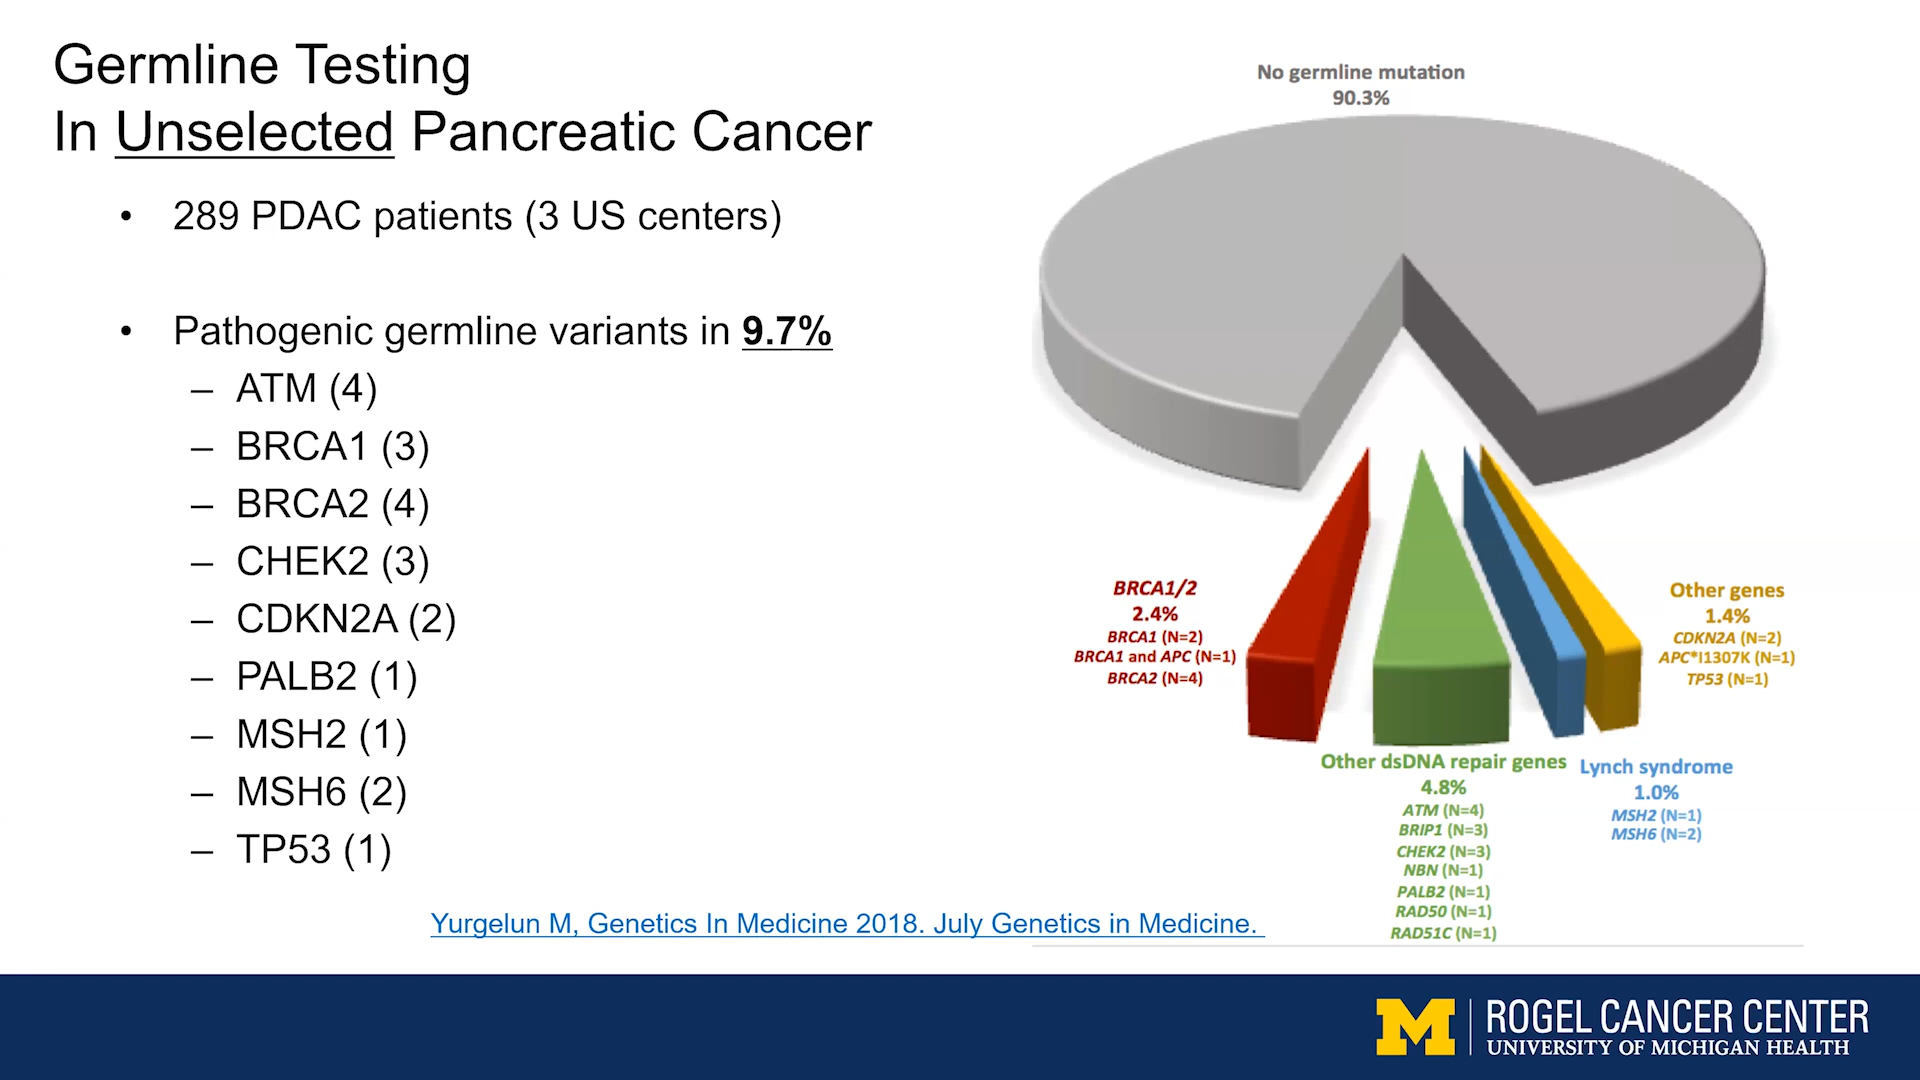 Germline Testing
In Unselected Pancreatic Cancer
• 289 PDAC patients (3 US centers)
• Pathogenic germline variants in 9.7%
– ATM (4)
– BRCA1 (3)
– BRCA2 (4)
– CHEK2 (3)
– CDKN2A (2)
– PALB2 (1)
– MSH2 (1)
– MSH6 (2)
– TP53 (1)
Yurgelun M, Genetics In Medicine 2018. July Genetics in Medicine.
No germline mutation
90.3%
BRCA1/2
2.4%
BRCA1 (N=2)
BRCA1 and APC (N=1)
BRCA2 (N=4)
Other dsDNA repair genes
4.8%
ATM (N=4)
BRIP1 (N=3)
CHEK2 (N=3)
NBN (N=1)
PALB2 (N=1)
RAD50 (N=1)
RAD51C (N=1)
Lynch syndrome
1.0%
MSH2 (N=1)
MSH6 (N=2)
Other genes
1.4%
CDKN2A (N=2)
APC*I1307K (N=1)
TP53 (N=1)
M
ROGEL CANCER CENTER
UNIVERSITY OF MICHIGAN HEALTH